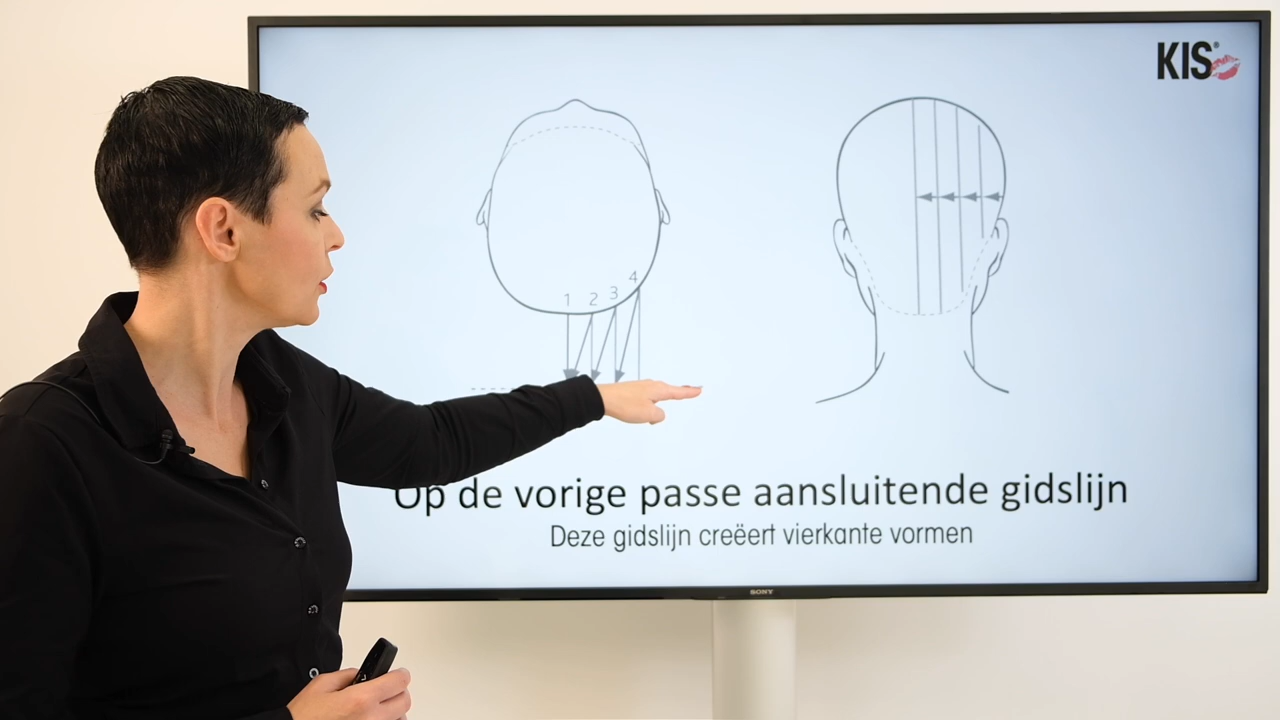 KIS®
1 2 3 4
Op de vorige passe aansluitende gidslijn
Deze gidslijn creëert vierkante vormen
SONY